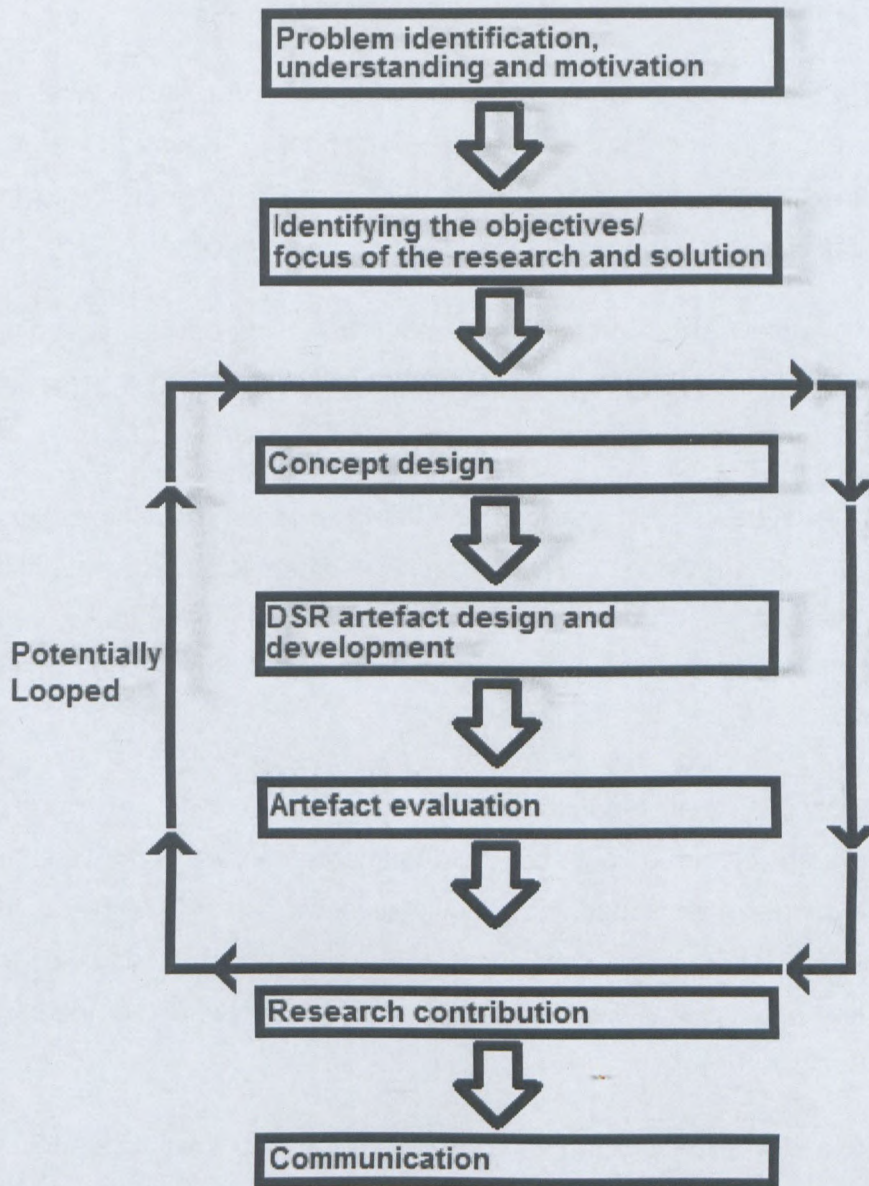 Problem identification,
understanding and motivation
Identifying the objectives/
focus of the research and solution
Concept design
DSR artefact design and
development
Potentially
Looped
Artefact evaluation
Research contribution
Communication